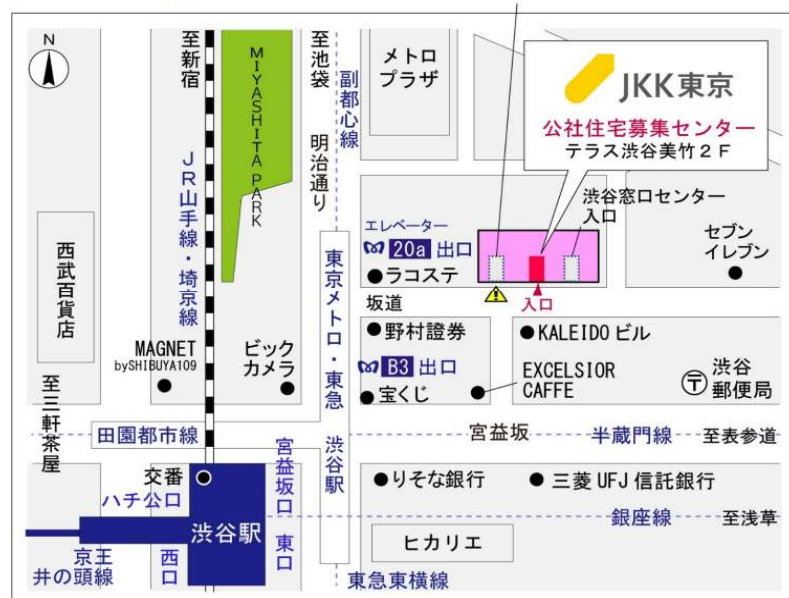 N
至新宿
MIYASHITA PARK
至池袋
副都心線
明治通り
メトロ
プラザ
JKK東京
公社住宅募集センター
テラス渋谷美竹2F
JR山手線・埼京線
西武百貨店
エレベーター
20a 出口
ラコステ
渋谷窓口センター
入口
セブン
イレブン
坂道
入口
東京メトロ・東急 渋谷駅
野村證券
KALEIDO ビル
MAGNET
bySHIBUYA109
ビック
カメラ
B3 出口
宝くじ
EXCELSIOR
CAFFE
〒
渋谷
郵便局
至三軒茶屋
田園都市線
宮益坂
半蔵門線
至表参道
交番
宮益坂口
ハチ公口
りそな銀行
三菱UFJ信託銀行
渋谷駅
銀座線
至浅草
京王
井の頭線
西口
東口
ヒカリエ
東急東横線